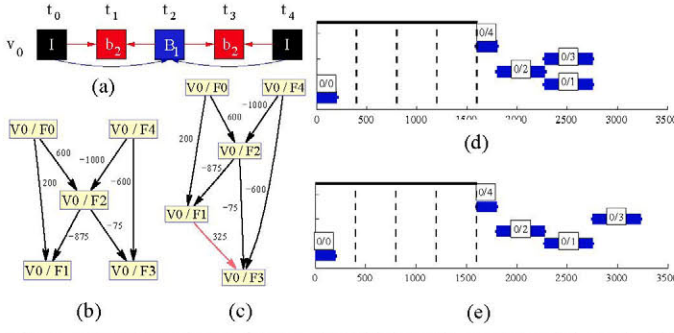 t0 t1 t2 t3 t4
v0 I b2 B1 b2 I
(a)
V0 / F0 V0 / F4
600 -1000
200 -600
V0 / F2
-875 -75
V0 / F1 V0 / F3
(b)
V0 / F0 V0 / F4
-1000
600
200
V0 / F2
-875
-600
-75
V0 / F1
325
V0 / F3
(c)
0/4
0/3
0/2
0/0 0/1
0 500 1000 1500 2000 2500 3000 3500
(d)
0/4
0/3
0/2
0/0 0/1
0 500 1000 1500 2000 2500 3000 3500
(e)